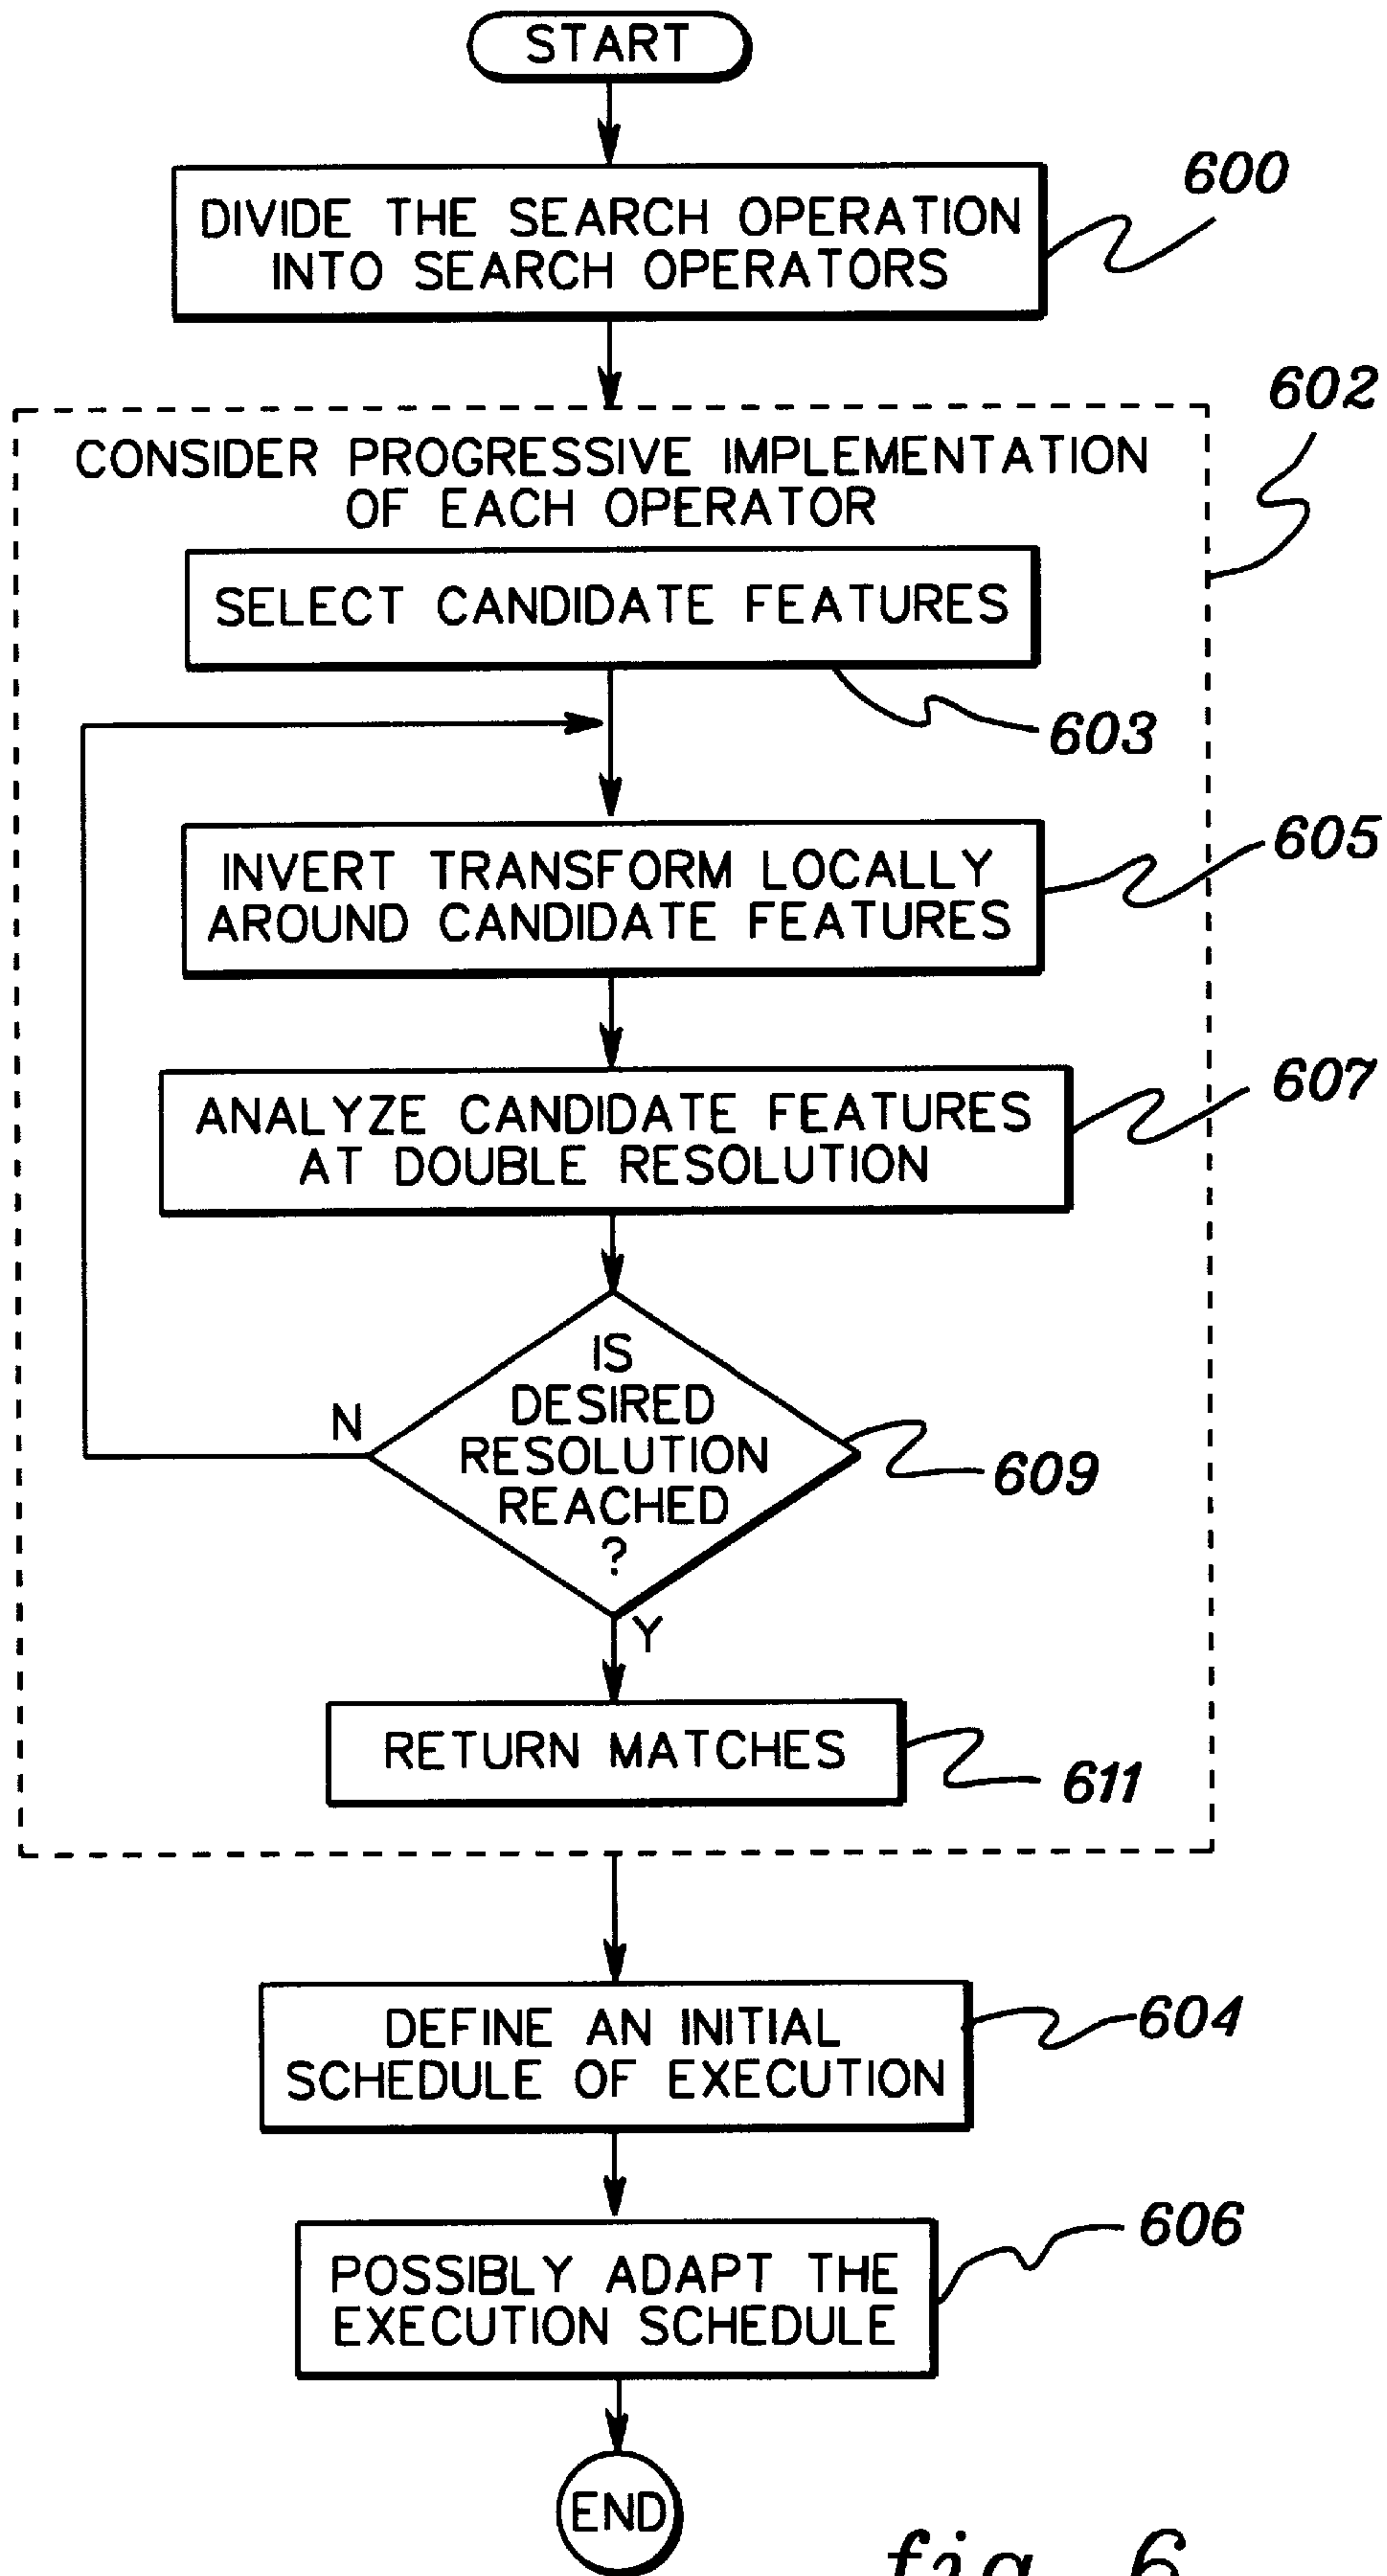 START
DIVIDE THE SEARCH OPERATION
INTO SEARCH OPERATORS
600
602
CONSIDER PROGRESSIVE IMPLEMENTATION
OF EACH OPERATOR
SELECT CANDIDATE FEATURES
603
INVERT TRANSFORM LOCALLY
AROUND CANDIDATE FEATURES
605
ANALYZE CANDIDATE FEATURES
AT DOUBLE RESOLUTION
607
IS
DESIRED
RESOLUTION
REACHED
?
N
609
Y
RETURN MATCHES
611
DEFINE AN INITIAL
SCHEDULE OF EXECUTION
604
POSSIBLY ADAPT THE
EXECUTION SCHEDULE
606
END
fig. 6